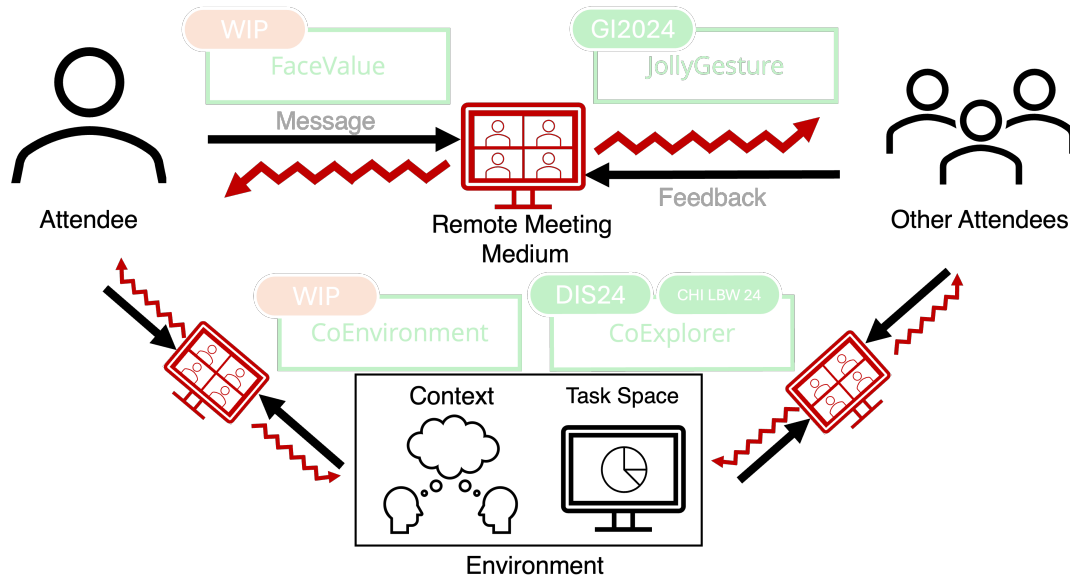 WIP
GI2024
FaceValue
JollyGesture
Message
Feedback
Attendee
Remote Meeting
Medium
Other Attendees
WIP
DIS24
CHI LBW 24
CoEnvironment
CoExplorer
Context
Task Space
Environment